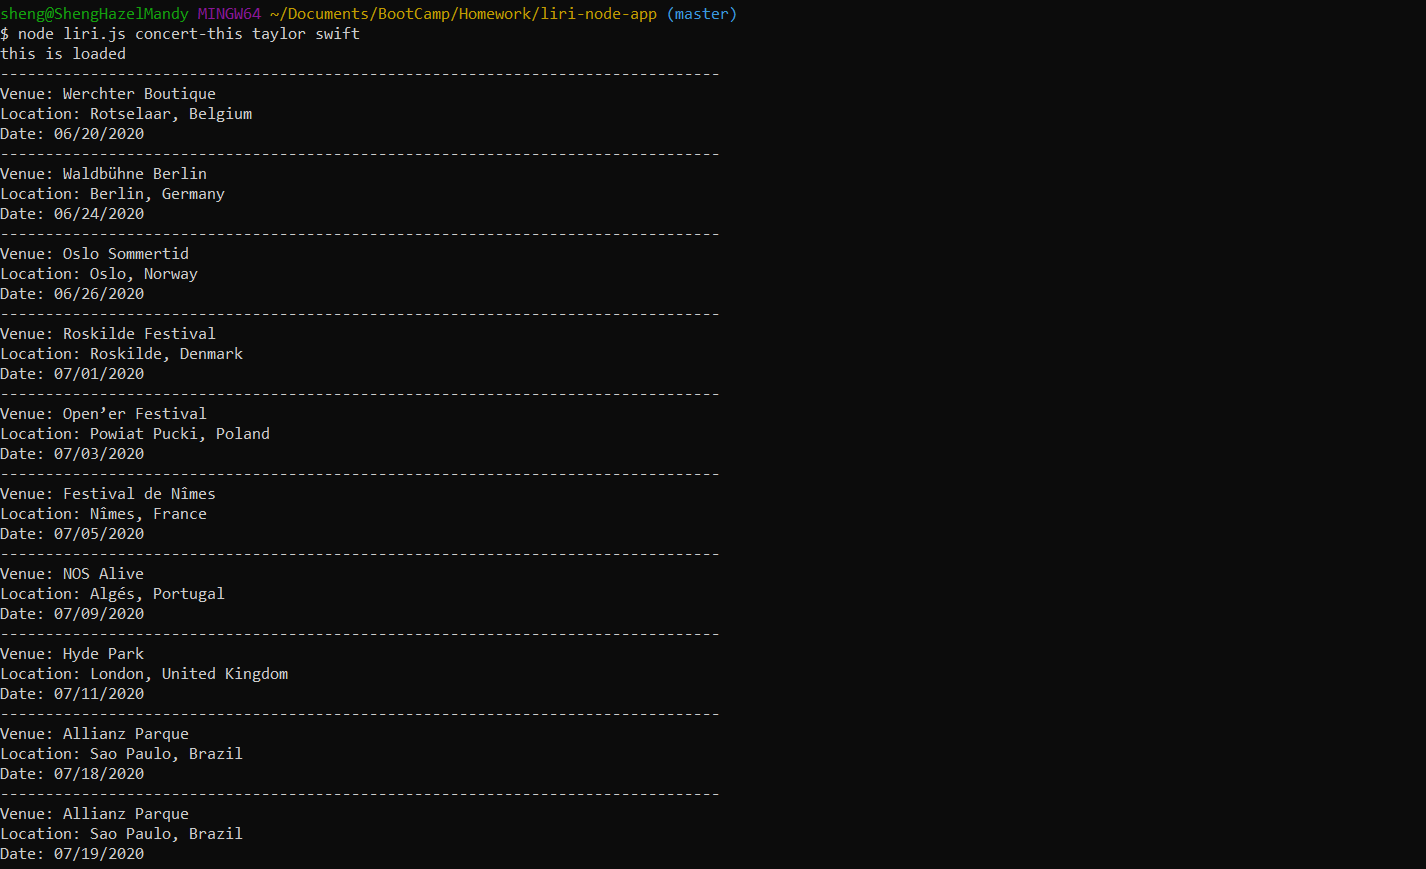 sheng@ShengHazelMandy MINGW64 ~/Documents/BootCamp/Homework/liri-node-app (master)
$ node liri.js concert-this taylor swift
this is loaded
--------------------------------------------------------------------------------
Venue: Werchter Boutique
Location: Rotselaar, Belgium
Date: 06/20/2020
--------------------------------------------------------------------------------
Venue: Waldbühne Berlin
Location: Berlin, Germany
Date: 06/24/2020
--------------------------------------------------------------------------------
Venue: Oslo Sommertid
Location: Oslo, Norway
Date: 06/26/2020
--------------------------------------------------------------------------------
Venue: Roskilde Festival
Location: Roskilde, Denmark
Date: 07/01/2020
--------------------------------------------------------------------------------
Venue: Open’er Festival
Location: Powiat Pucki, Poland
Date: 07/03/2020
--------------------------------------------------------------------------------
Venue: Festival de Nîmes
Location: Nîmes, France
Date: 07/05/2020
--------------------------------------------------------------------------------
Venue: NOS Alive
Location: Algés, Portugal
Date: 07/09/2020
--------------------------------------------------------------------------------
Venue: Hyde Park
Location: London, United Kingdom
Date: 07/11/2020
--------------------------------------------------------------------------------
Venue: Allianz Parque
Location: Sao Paulo, Brazil
Date: 07/18/2020
--------------------------------------------------------------------------------
Venue: Allianz Parque
Location: Sao Paulo, Brazil
Date: 07/19/2020